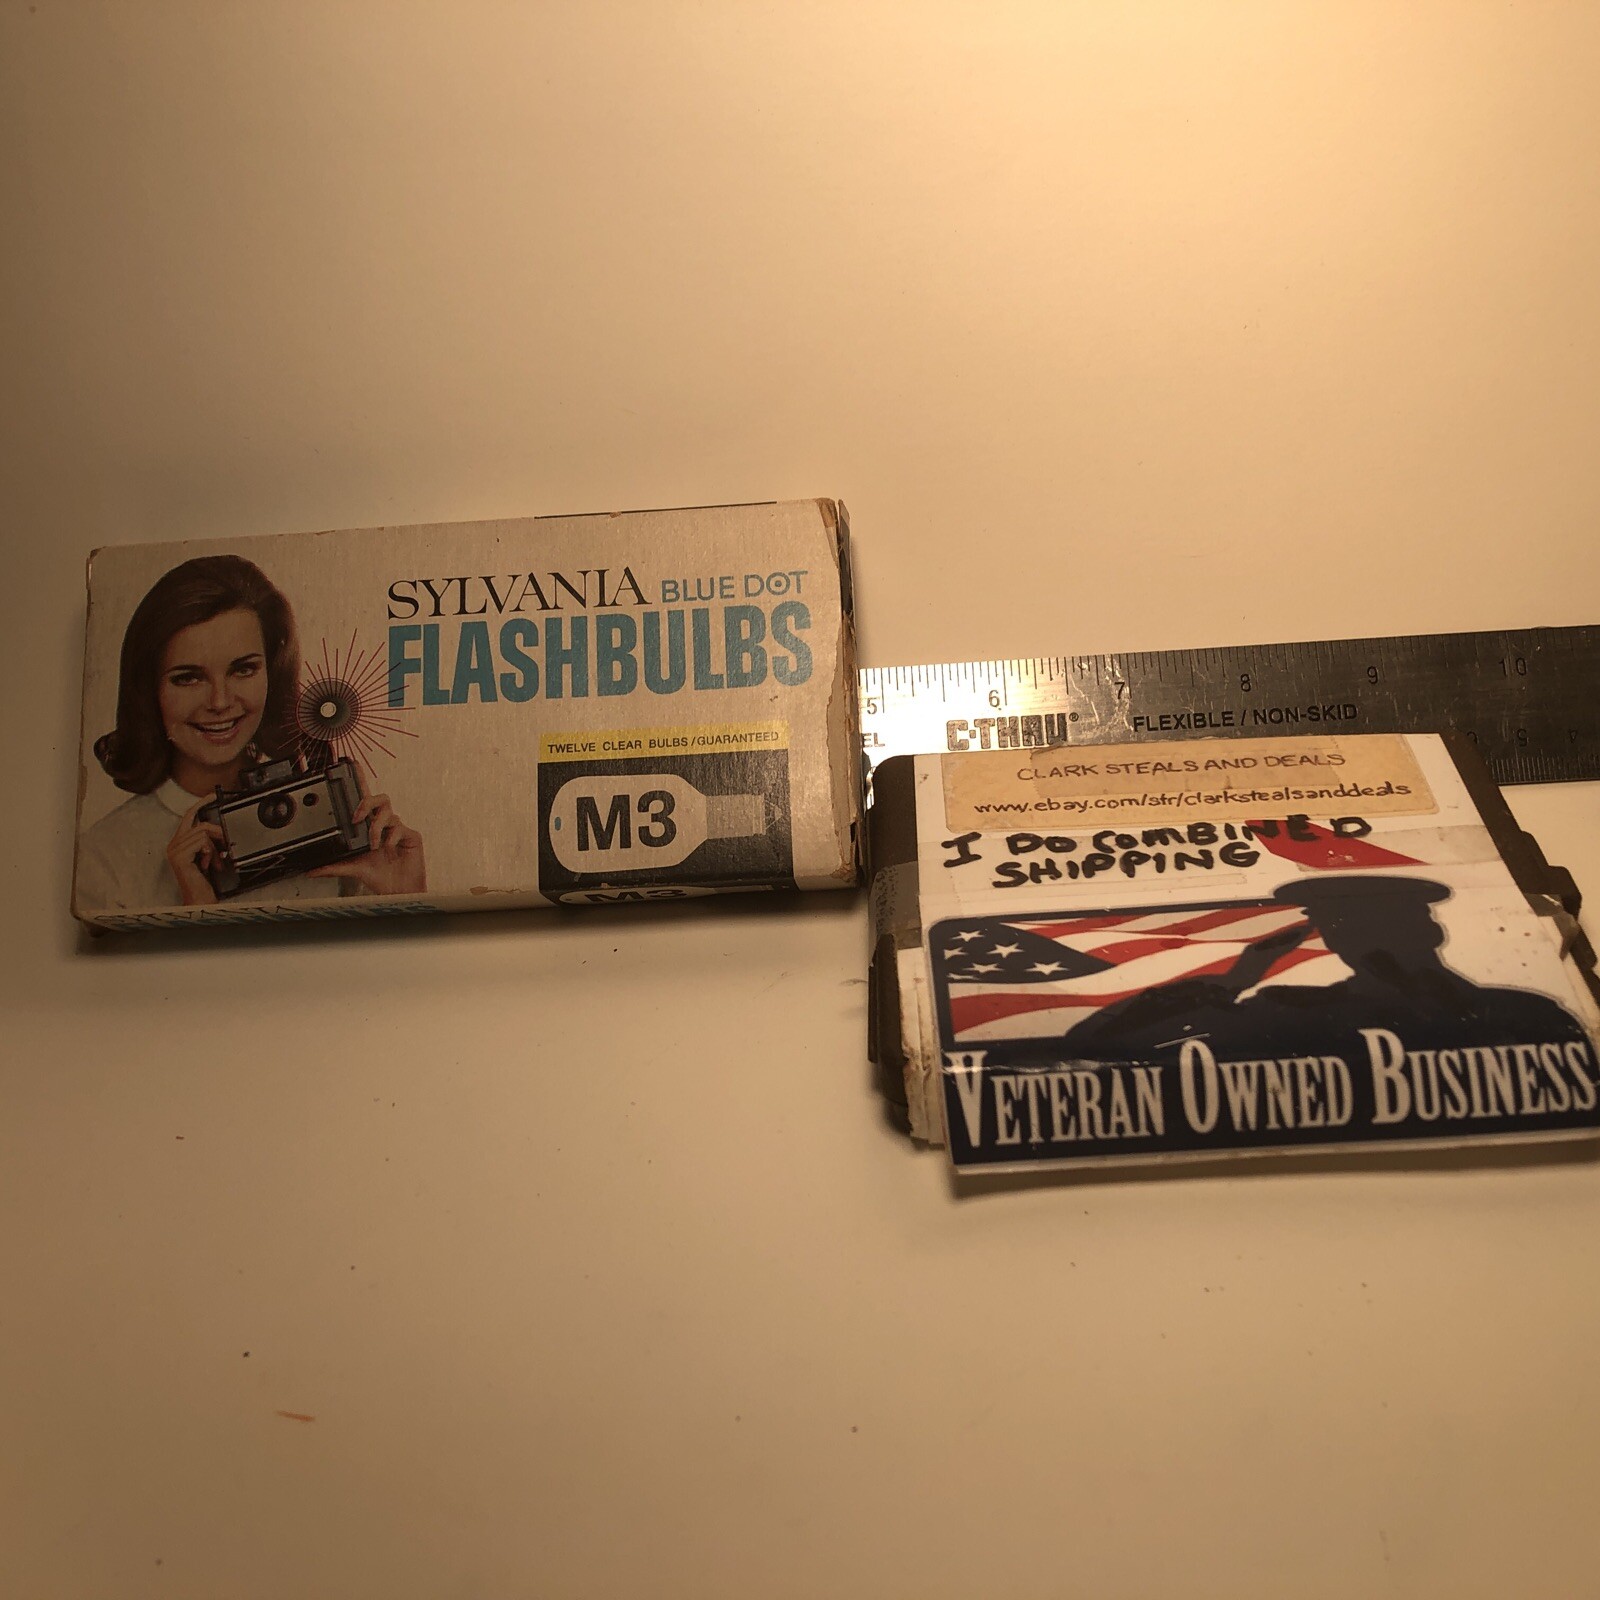 SYLVANIA BLUE DOT
FLASHBULBS
TWELVE CLEAR BULBS/GUARANTEED
M3
M3
5 6 7 8 9 10
C-THRU® FLEXIBLE / NON-SKID
EL
CLARK STEALS AND DEALS
www.ebay.com/str/clarkstealsanddeals
I DO COMBINED
SHIPPING
VETERAN OWNED BUSINESS